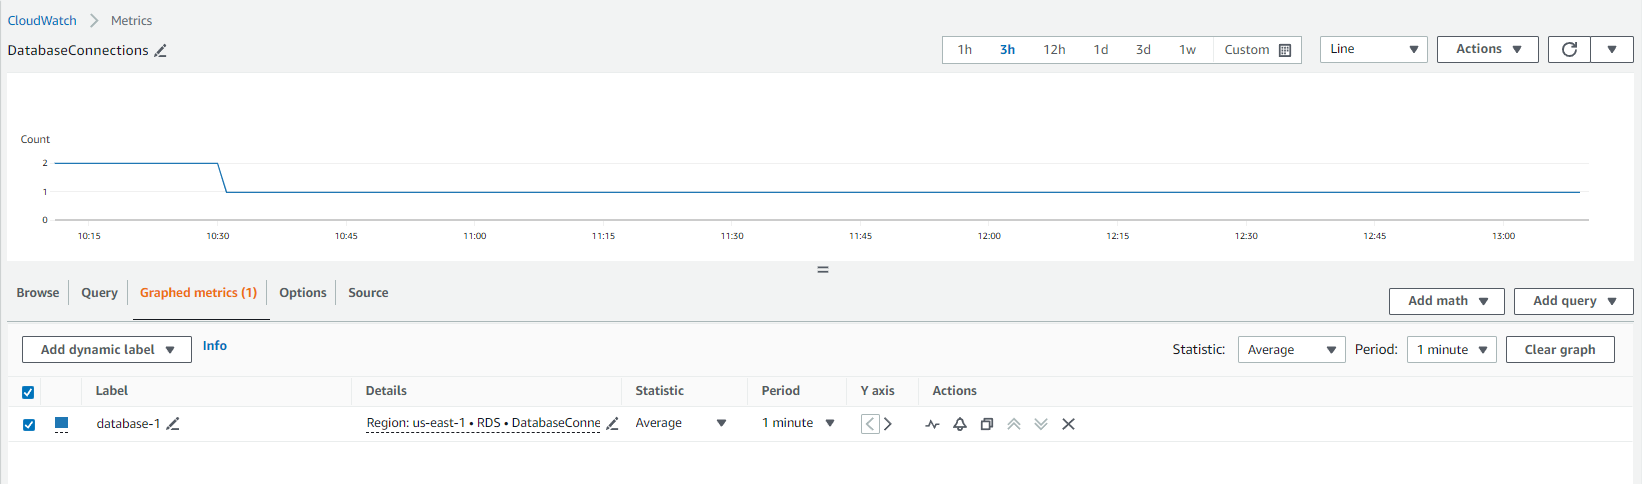 CloudWatch > Metrics
DatabaseConnections
1h 3h 12h 1d 3d 1w Custom Line Actions
Count
2
1
0
10:15 10:30 10:45 11:00 11:15 11:30 11:45 12:00 12:15 12:30 12:45 13:00
Browse Query Graphed metrics (1) Options Source
Add math Add query
Add dynamic label Info Statistic: Average Period: 1 minute Clear graph
Label Details Statistic Period Y axis Actions
database-1 Region: us-east-1 • RDS • DatabaseConne Average 1 minute